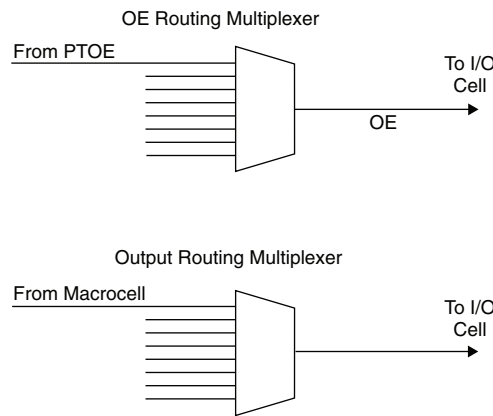 OE Routing Multiplexer
From PTOE
To I/O
Cell
OE
Output Routing Multiplexer
From Macrocell
To I/O
Cell